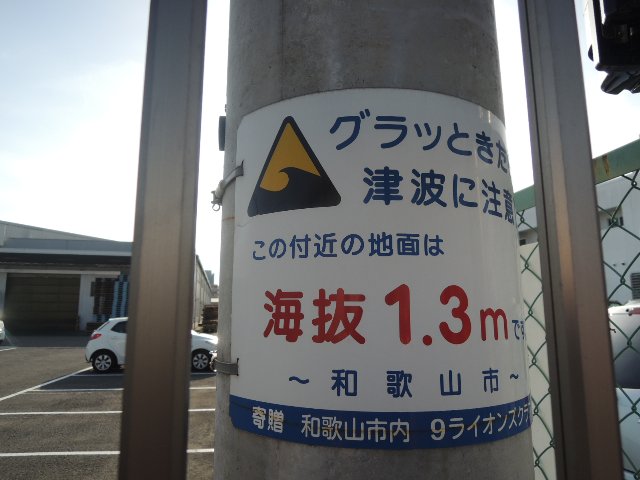 グラッときた
津波に注意
この付近の地面は
海抜1.3mです
～和歌山市～
寄贈 和歌山市内 9ライオンズクラ